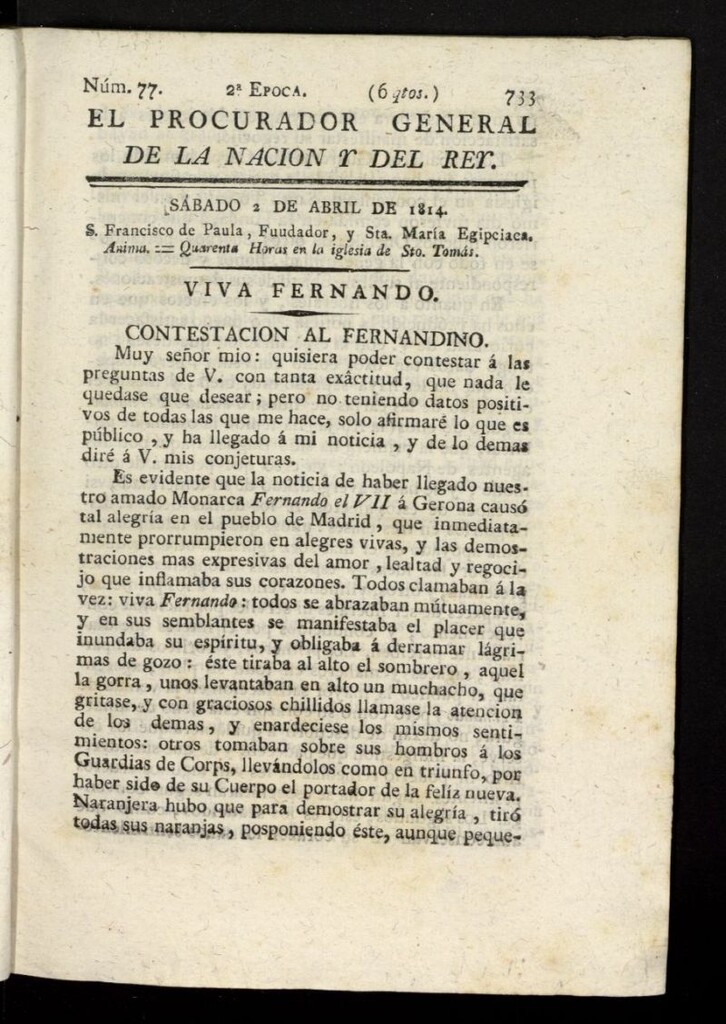 Núm. 77. 2ª EPOCA. (6 qtos.) 733
EL PROCURADOR GENERAL
DE LA NACION Y DEL REY.
SÁBADO 2 DE ABRIL DE 1814.
S. Francisco de Paula, Fuudador, y Sta. María Egipciaca.
Anima. == Quarenta Horas en la iglesia de Sto. Tomás.
VIVA FERNANDO.
CONTESTACION AL FERNANDINO.
Muy señor mio: quisiera poder contestar á las
preguntas de V. con tanta exáctitud, que nada le
quedase que desear; pero no teniendo datos positi-
vos de todas las que me hace, solo afirmaré lo que es
público, y ha llegado á mi noticia, y de lo demas
diré á V. mis conjeturas.
Es evidente que la noticia de haber llegado nues-
tro amado Monarca Fernando el VII á Gerona causó
tal alegría en el pueblo de Madrid, que inmediata-
mente prorrumpieron en alegres vivas, y las demos-
traciones mas expresivas del amor, lealtad y regoci-
jo que inflamaba sus corazones. Todos clamaban á la
vez: viva Fernando: todos se abrazaban mútuamente,
y en sus semblantes se manifestaba el placer que
inundaba su espíritu, y obligaba á derramar lágri-
mas de gozo: éste tiraba al alto el sombrero, aquel
la gorra, unos levantaban en alto un muchacho, que
gritase, y con graciosos chillidos llamase la atencion
de los demas, y enardeciese los mismos senti-
mientos: otros tomaban sobre sus hombros á los
Guardias de Corps, llevándolos como en triunfo, por
haber sido de su Cuerpo el portador de la felíz nueva.
Naranjera hubo que para demostrar su alegría, tiró
todas sus naranjas, posponiendo éste, aunque peque-